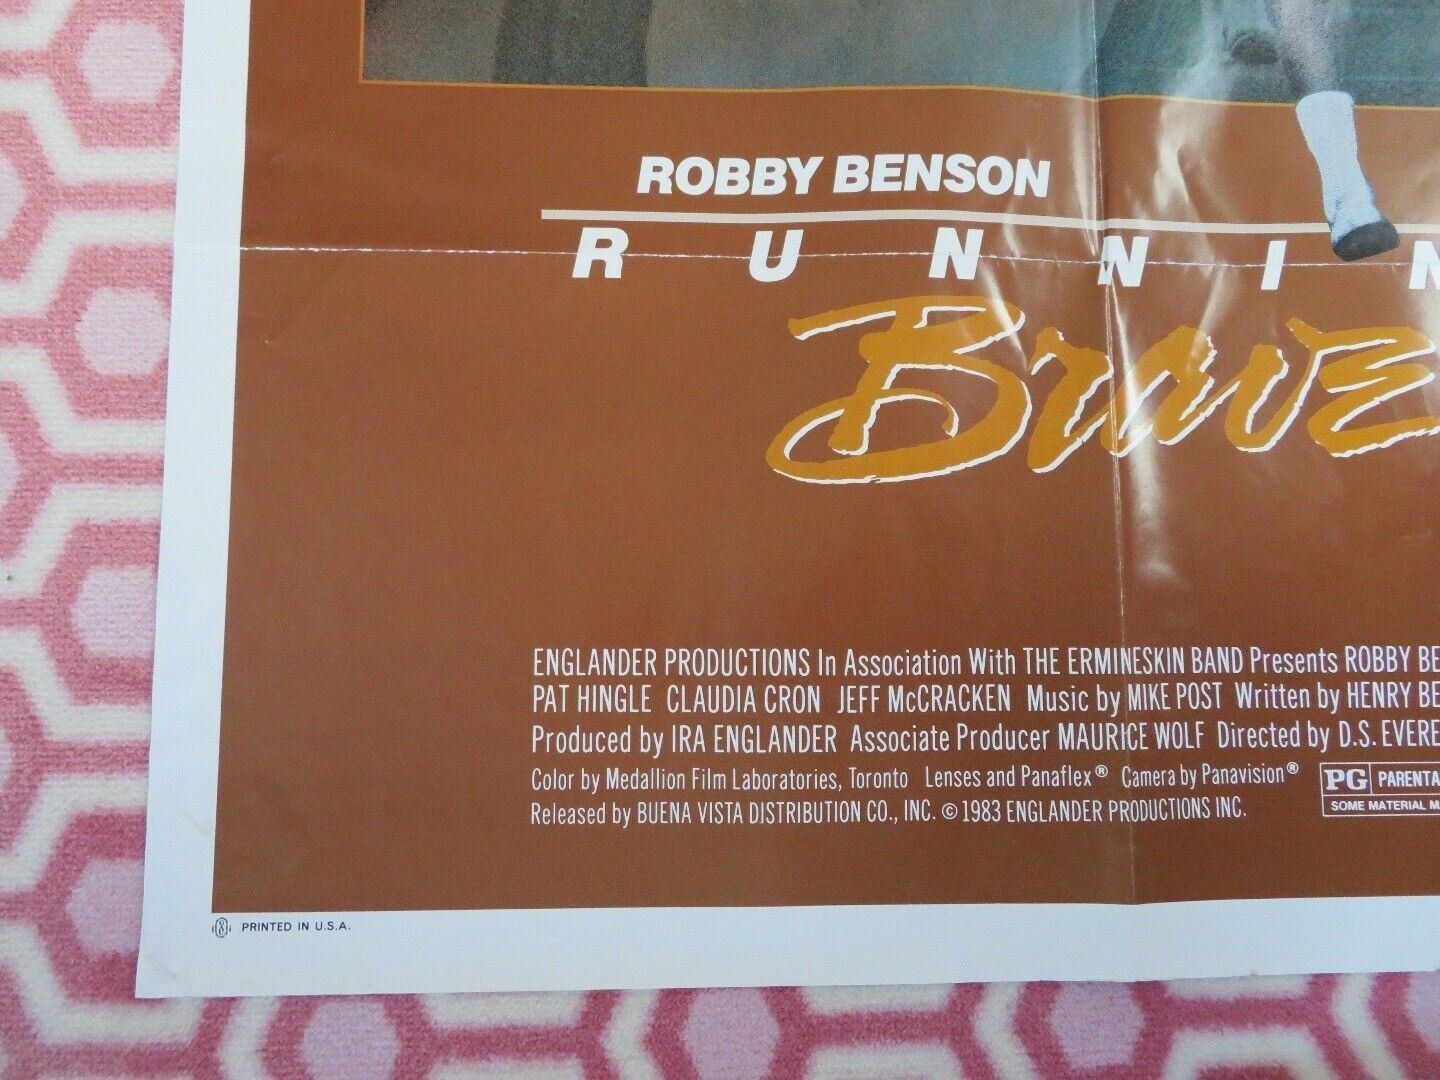 ROBBY BENSON
RUNNIN
Brave
ENGLANDER PRODUCTIONS In Association With THE ERMINESKIN BAND Presents ROBBY BE
PAT HINGLE CLAUDIA CRON JEFF McCRACKEN Music by MIKE POST Written by HENRY BE
Produced by IRA ENGLANDER Associate Producer MAURICE WOLF Directed by D.S. EVERE
Color by Medallion Film Laboratories, Toronto Lenses and Panaflex® Camera by Panavision®
PG PARENTA
SOME MATERIAL M
Released by BUENA VISTA DISTRIBUTION CO., INC. © 1983 ENGLANDER PRODUCTIONS INC.
PRINTED IN U.S.A.